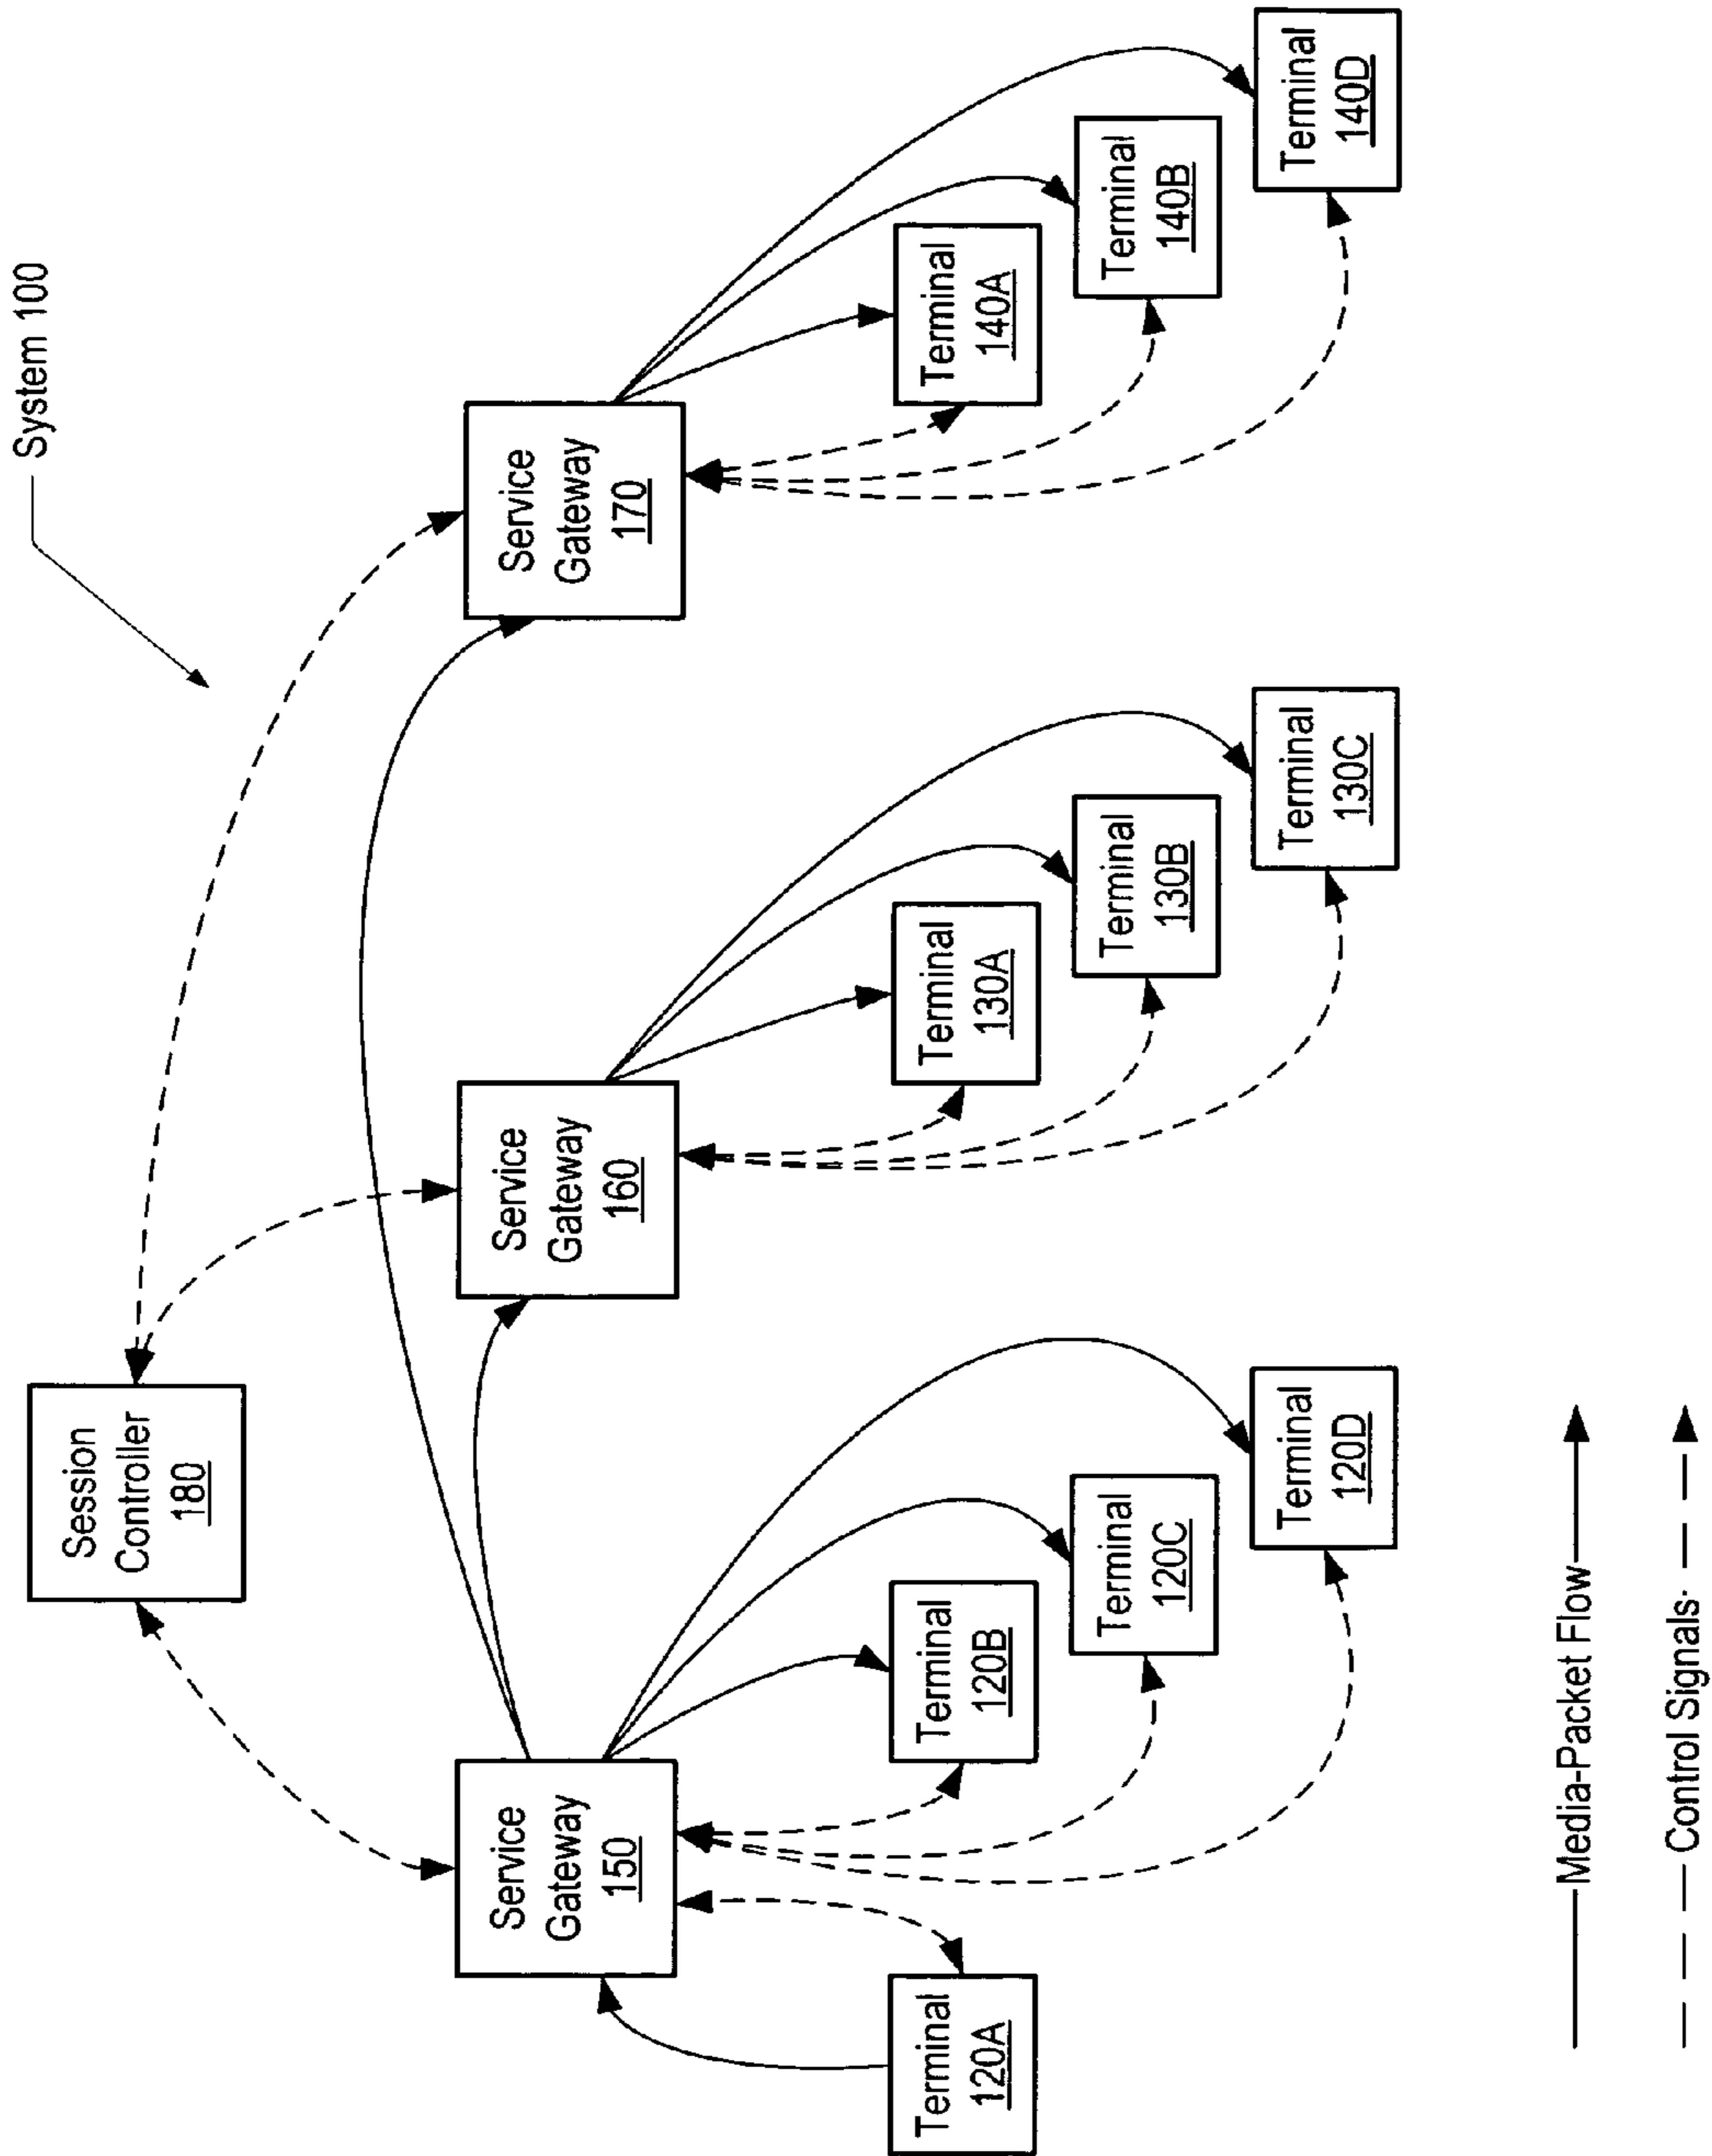 System 100
Session
Controller
180
Service
Gateway
150
Service
Gateway
160
Service
Gateway
170
Terminal
120A
Terminal
120B
Terminal
120C
Terminal
120D
Terminal
130A
Terminal
130B
Terminal
130C
Terminal
140A
Terminal
140B
Terminal
140D
Media-Packet Flow
Control Signals